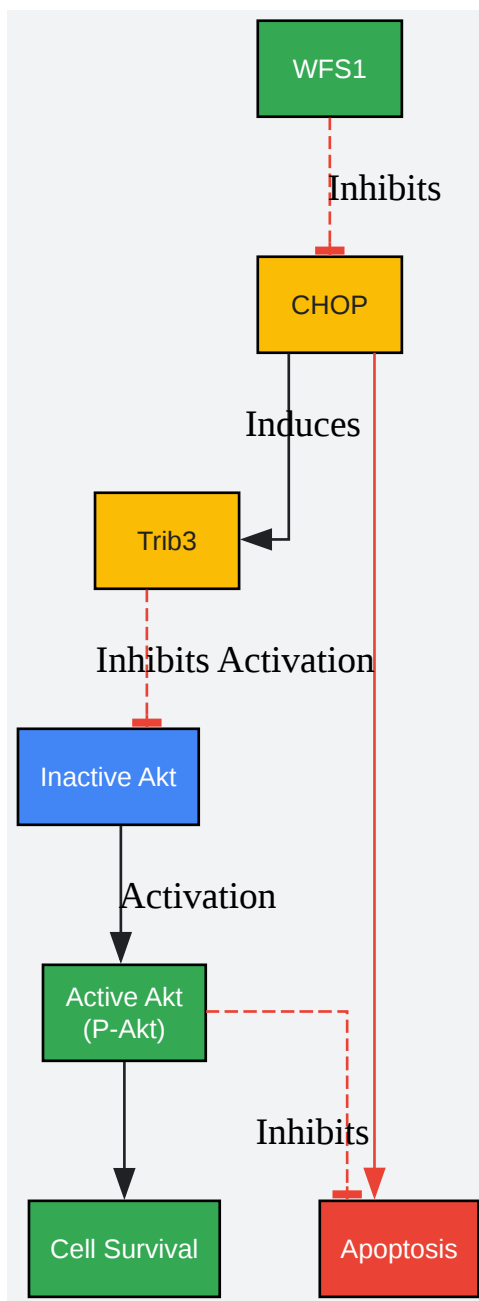 WFS1
Inhibits
CHOP
Induces
Trib3
Inhibits Activation
Inactive Akt
Activation
Active Akt
(P-Akt)
Inhibits
Cell Survival
Apoptosis